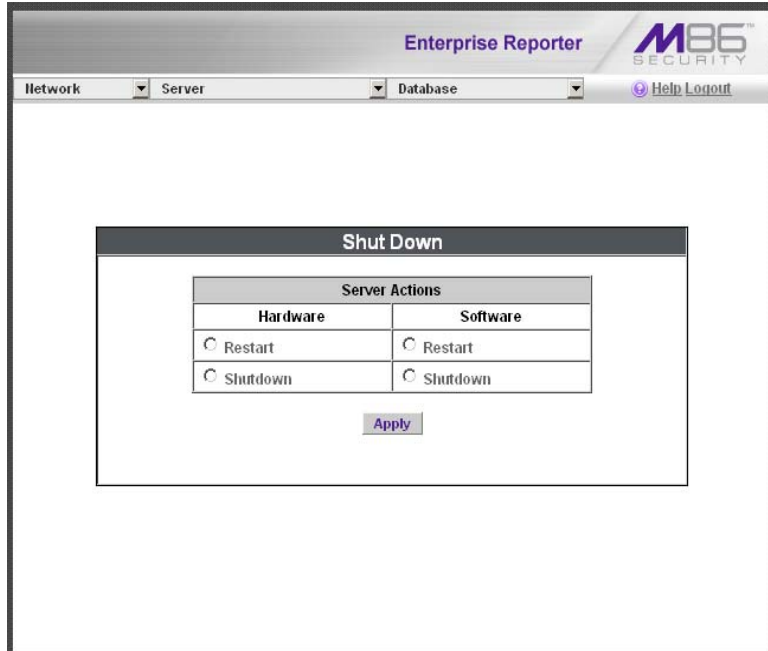 Enterprise Reporter
M86™
SECURITY
Network Server Database Help Logout
Shut Down
Server Actions
Hardware Software
Restart Restart
Shutdown Shutdown
Apply